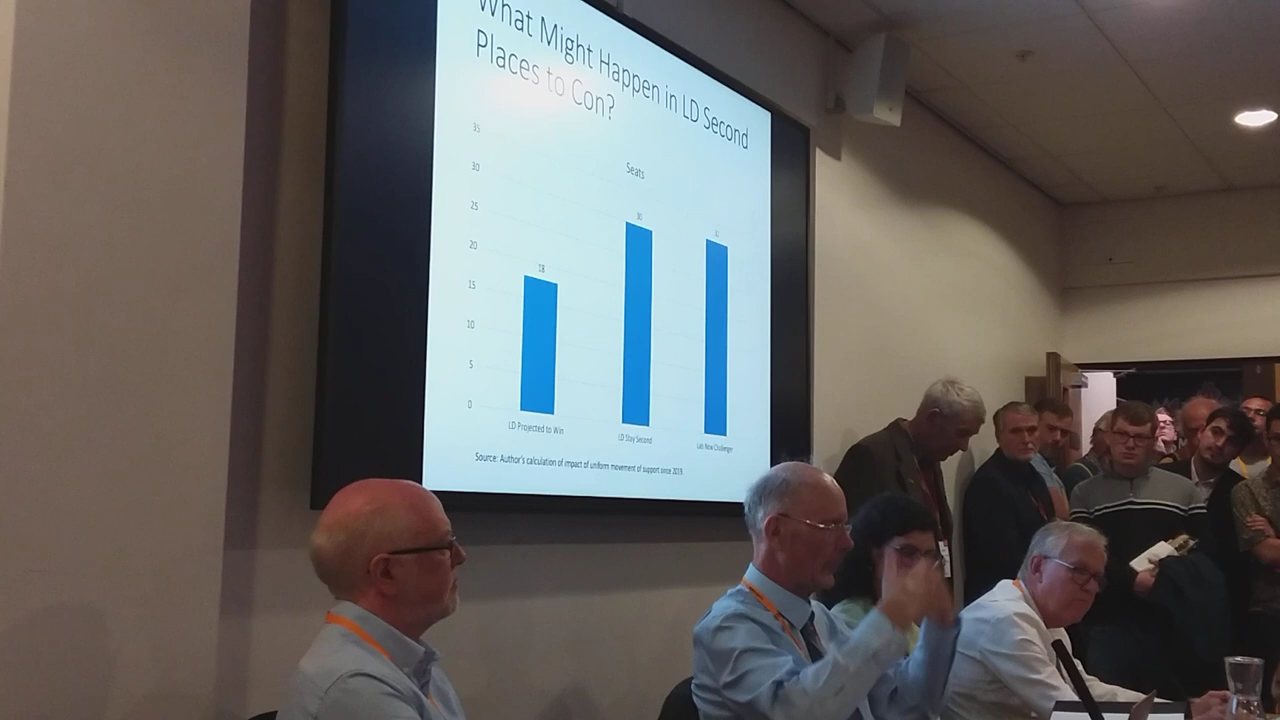 What Might Happen in LD Second
Places to Con?
Seats
35
30
25
20
15
10
5
0
18
30
LD Projected to Win
LD Stay Second
Lab Now Challenger
Source: Author's calculation of impact of uniform movement of support since 2019